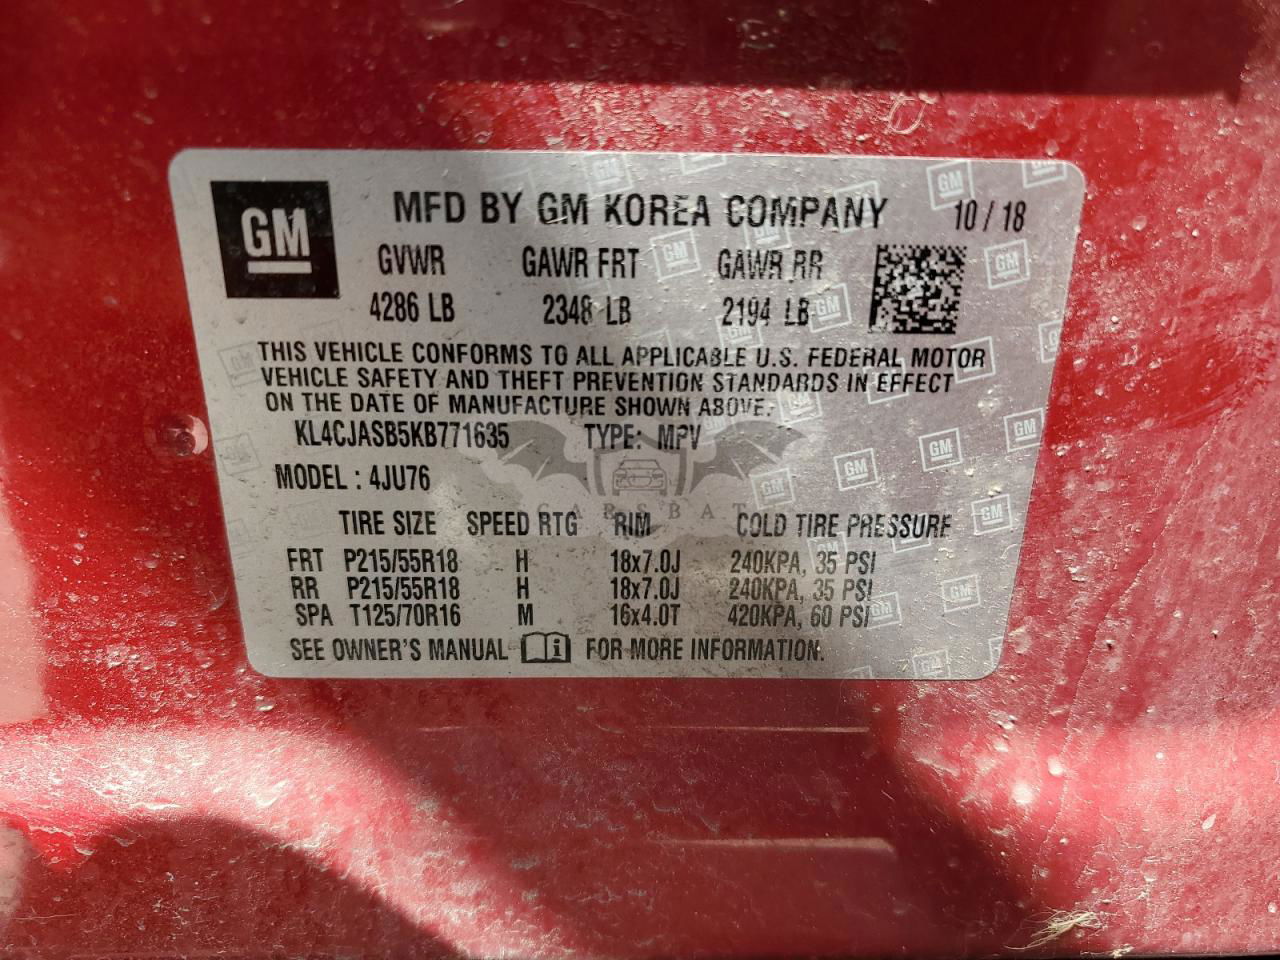 GM
MFD BY GM KOREA COMPANY 10 / 18
GVWR GAWR FRT GAWR RR
4286 LB 2348 LB 2194 LB
THIS VEHICLE CONFORMS TO ALL APPLICABLE U.S. FEDERAL MOTOR
VEHICLE SAFETY AND THEFT PREVENTION STANDARDS IN EFFECT
ON THE DATE OF MANUFACTURE SHOWN ABOVE.
KL4CJASB5KB771635 TYPE: MPV
MODEL : 4JU76
CARSBAT
TIRE SIZE SPEED RTG RIM COLD TIRE PRESSURE
FRT P215/55R18 H 18x7.0J 240KPA, 35 PSI
RR P215/55R18 H 18x7.0J 240KPA, 35 PSI
SPA T125/70R16 M 16x4.0T 420KPA, 60 PSI
SEE OWNER'S MANUAL i FOR MORE INFORMATION.